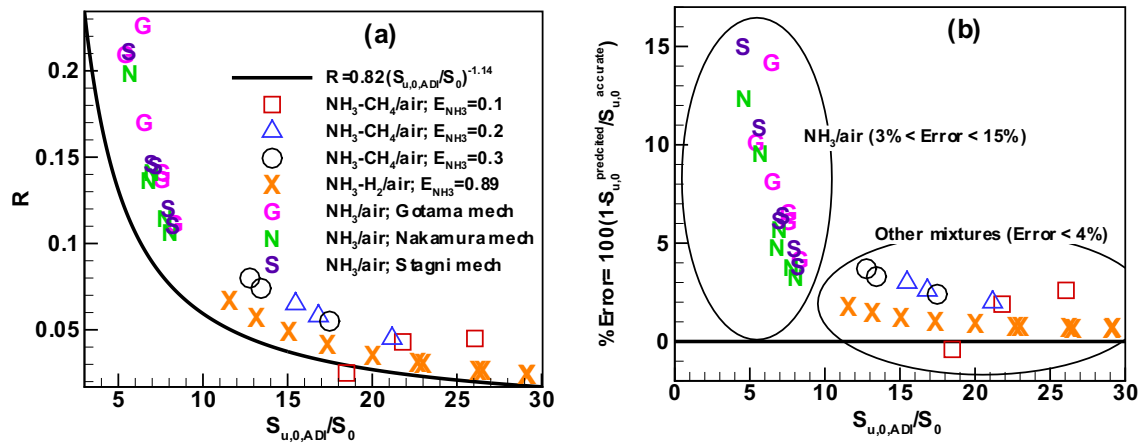 (a)
R=0.82(Su,0,ADI/S0)-1.14
NH3-CH4/air; ENH3=0.1
NH3-CH4/air; ENH3=0.2
NH3-CH4/air; ENH3=0.3
NH3-H2/air; ENH3=0.89
G NH3/air; Gotama mech
N NH3/air; Nakamura mech
S NH3/air; Stagni mech
R
0.2
0.15
0.1
0.05
5 10 15 20 25 30
Su,0,ADI/S0
(b)
% Error= 100(1-Su,0predcited/Su,0accurate)
NH3/air (3% < Error < 15%)
Other mixtures (Error < 4%)
15
10
5
0
0 5 10 15 20 25 30
Su,0,ADI/S0